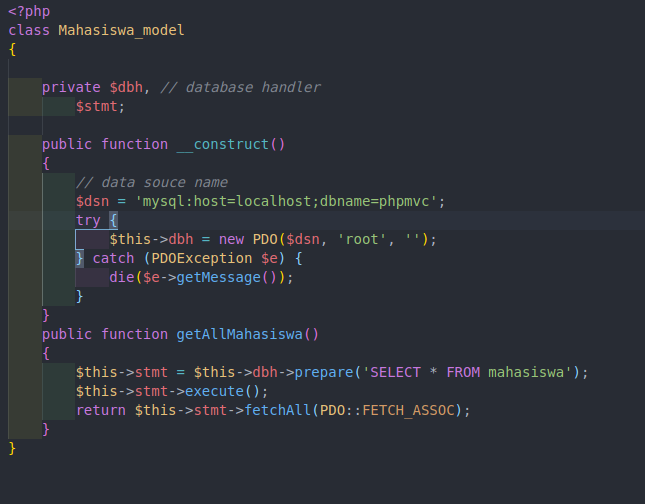 <?php
class Mahasiswa_model
{
private $dbh, // database handler
$stmt;
public function __construct()
{
// data souce name
$dsn = 'mysql:host=localhost;dbname=phpmvc';
try {
$this->dbh = new PDO($dsn, 'root', '');
} catch (PDOException $e) {
die($e->getMessage());
}
}
public function getAllMahasiswa()
{
$this->stmt = $this->dbh->prepare('SELECT * FROM mahasiswa');
$this->stmt->execute();
return $this->stmt->fetchAll(PDO::FETCH_ASSOC);
}
}